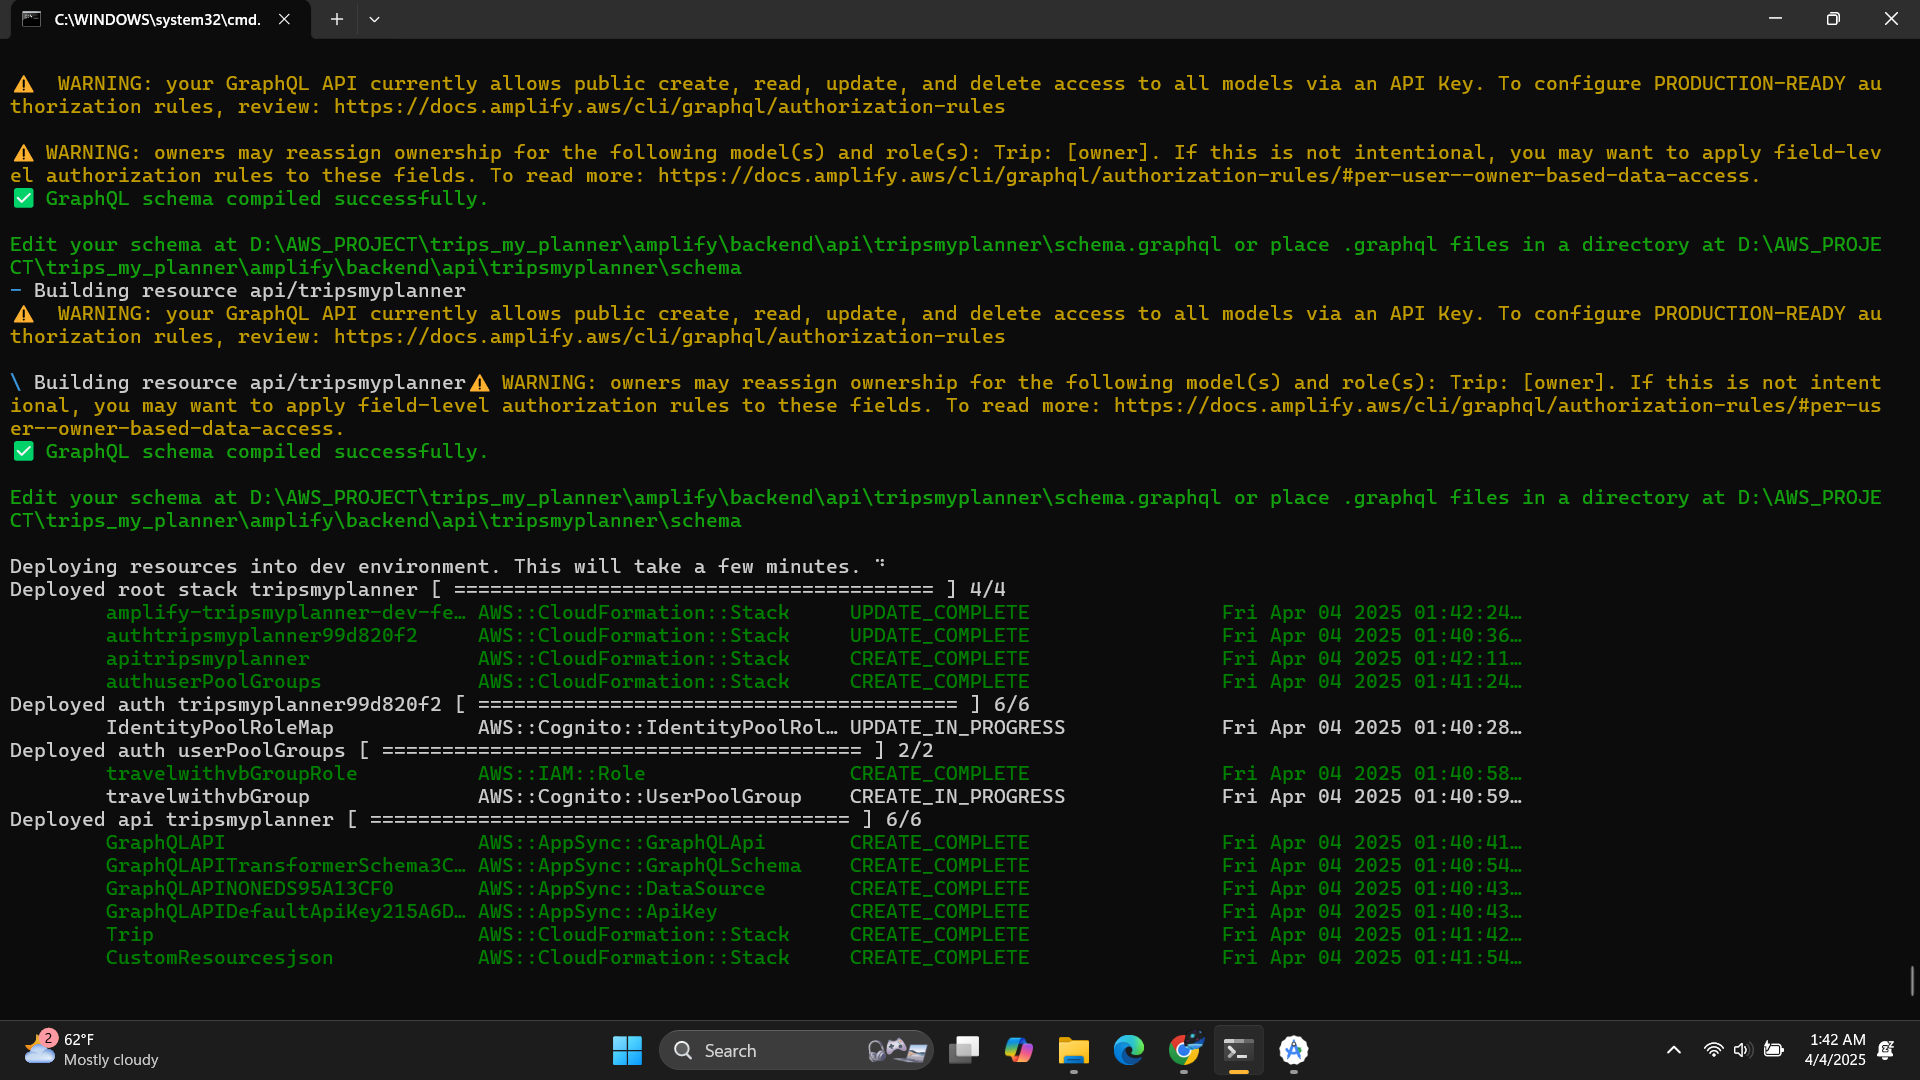 C:\WINDOWS\system32\cmd.
WARNING: your GraphQL API currently allows public create, read, update, and delete access to all models via an API Key. To configure PRODUCTION-READY au
thorization rules, review: https://docs.amplify.aws/cli/graphql/authorization-rules
WARNING: owners may reassign ownership for the following model(s) and role(s): Trip: [owner]. If this is not intentional, you may want to apply field-lev
el authorization rules to these fields. To read more: https://docs.amplify.aws/cli/graphql/authorization-rules/#per-user--owner-based-data-access.
✅ GraphQL schema compiled successfully.
Edit your schema at D:\AWS_PROJECT\trips_my_planner\amplify\backend\api\tripsmyplanner\schema.graphql or place .graphql files in a directory at D:\AWS_PROJE
CT\trips_my_planner\amplify\backend\api\tripsmyplanner\schema
- Building resource api/tripsmyplanner
⚠️ WARNING: your GraphQL API currently allows public create, read, update, and delete access to all models via an API Key. To configure PRODUCTION-READY au
thorization rules, review: https://docs.amplify.aws/cli/graphql/authorization-rules
\ Building resource api/tripsmyplanner⚠️ WARNING: owners may reassign ownership for the following model(s) and role(s): Trip: [owner]. If this is not intent
ional, you may want to apply field-level authorization rules to these fields. To read more: https://docs.amplify.aws/cli/graphql/authorization-rules/#per-us
er--owner-based-data-access.
✅ GraphQL schema compiled successfully.
Edit your schema at D:\AWS_PROJECT\trips_my_planner\amplify\backend\api\tripsmyplanner\schema.graphql or place .graphql files in a directory at D:\AWS_PROJE
CT\trips_my_planner\amplify\backend\api\tripsmyplanner\schema
Deploying resources into dev environment. This will take a few minutes. ⠙
Deployed root stack tripsmyplanner [ ======================================== ] 4/4
amplify-tripsmyplanner-dev-fe… AWS::CloudFormation::Stack UPDATE_COMPLETE Fri Apr 04 2025 01:42:24…
authtripsmyplanner99d820f2 AWS::CloudFormation::Stack UPDATE_COMPLETE Fri Apr 04 2025 01:40:36…
apitripsmyplanner AWS::CloudFormation::Stack CREATE_COMPLETE Fri Apr 04 2025 01:42:11…
authuserPoolGroups AWS::CloudFormation::Stack CREATE_COMPLETE Fri Apr 04 2025 01:41:24…
Deployed auth tripsmyplanner99d820f2 [ ======================================== ] 6/6
IdentityPoolRoleMap AWS::Cognito::IdentityPoolRol… UPDATE_IN_PROGRESS Fri Apr 04 2025 01:40:28…
Deployed auth userPoolGroups [ ======================================== ] 2/2
travelwithvbGroupRole AWS::IAM::Role CREATE_COMPLETE Fri Apr 04 2025 01:40:58…
travelwithvbGroup AWS::Cognito::UserPoolGroup CREATE_IN_PROGRESS Fri Apr 04 2025 01:40:59…
Deployed api tripsmyplanner [ ======================================== ] 6/6
GraphQLAPI AWS::AppSync::GraphQLApi CREATE_COMPLETE Fri Apr 04 2025 01:40:41…
GraphQLAPITransformerSchema3C… AWS::AppSync::GraphQLSchema CREATE_COMPLETE Fri Apr 04 2025 01:40:54…
GraphQLAPINONEDS95A13CF0 AWS::AppSync::DataSource CREATE_COMPLETE Fri Apr 04 2025 01:40:43…
GraphQLAPIDefaultApiKey215A6D… AWS::AppSync::ApiKey CREATE_COMPLETE Fri Apr 04 2025 01:40:43…
Trip AWS::CloudFormation::Stack CREATE_COMPLETE Fri Apr 04 2025 01:41:42…
CustomResourcesjson AWS::CloudFormation::Stack CREATE_COMPLETE Fri Apr 04 2025 01:41:54…
2
62°F
Mostly cloudy
Search
1:42 AM
4/4/2025